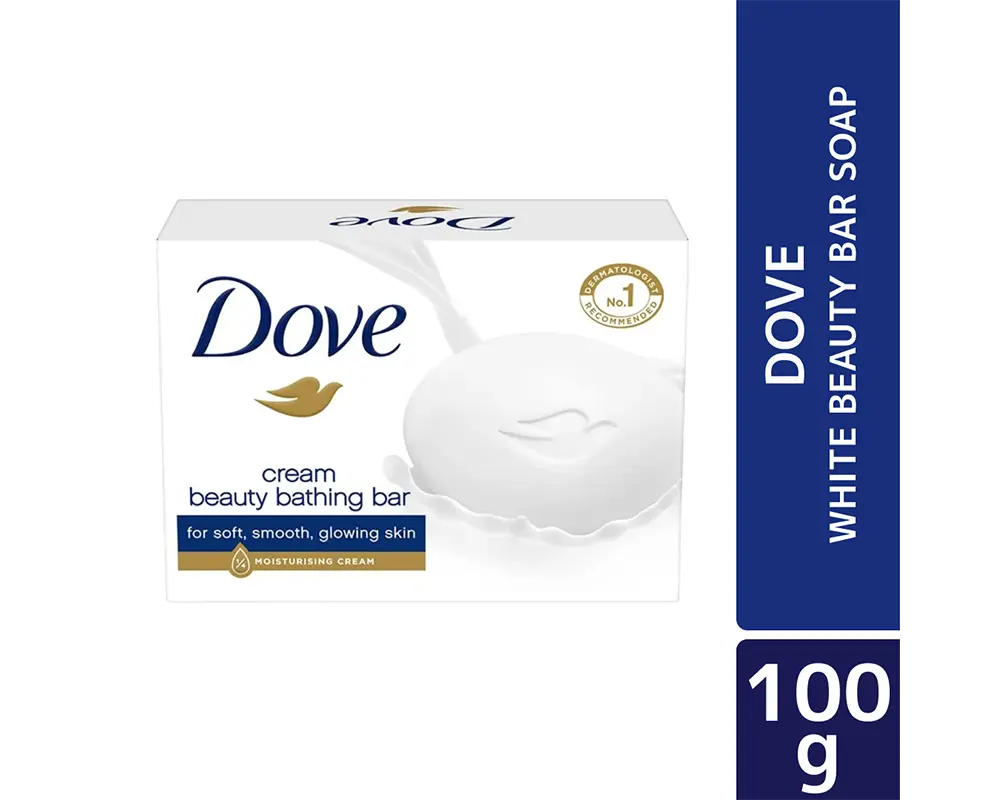 Dove
Dove
DERMATOLOGIST
No.1
RECOMMENDED
cream
beauty bathing bar
for soft, smooth, glowing skin
¼ MOISTURISING CREAM
DOVE
WHITE BEAUTY BAR SOAP
100
g